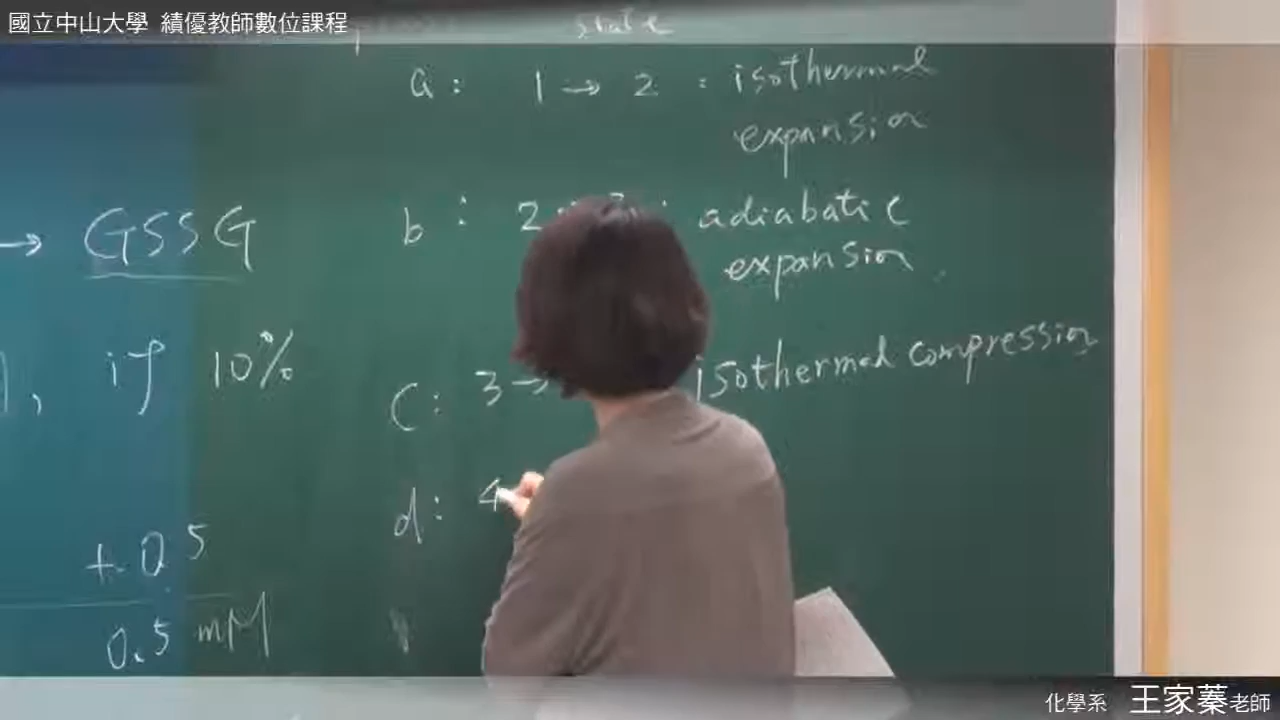 國立中山大學 績優教師數位課程
state
a: 1 → 2 : isothermal
expansion
→ GSSG
b: 2 : adiabatic
expansion
, if 10%
C: 3 → isothermal compression
d: 4
+ 0.5
0.5 mM
化學系 王家蓁老師